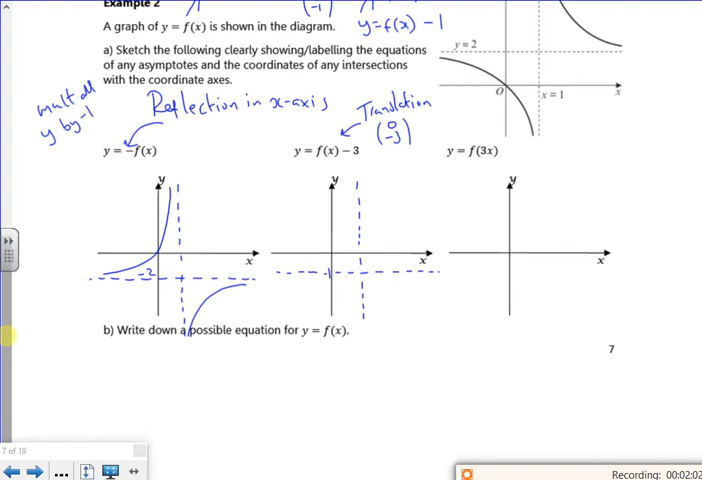 Example 2
(-1)
A graph of y = f(x) is shown in the diagram.
y=f(x) - 1
a) Sketch the following clearly showing/labelling the equations
of any asymptotes and the coordinates of any intersections
with the coordinate axes.
y = 2
O
x = 1
x
mult all
y by -1
Reflection in x-axis
Translation
(0
-3)
y = −f(x)
y = f(x) − 3
y = f(3x)
y
y
y
x
x
x
-2
-1
b) Write down a possible equation for y = f(x).
7
7 of 19
Recording: 00:02:02